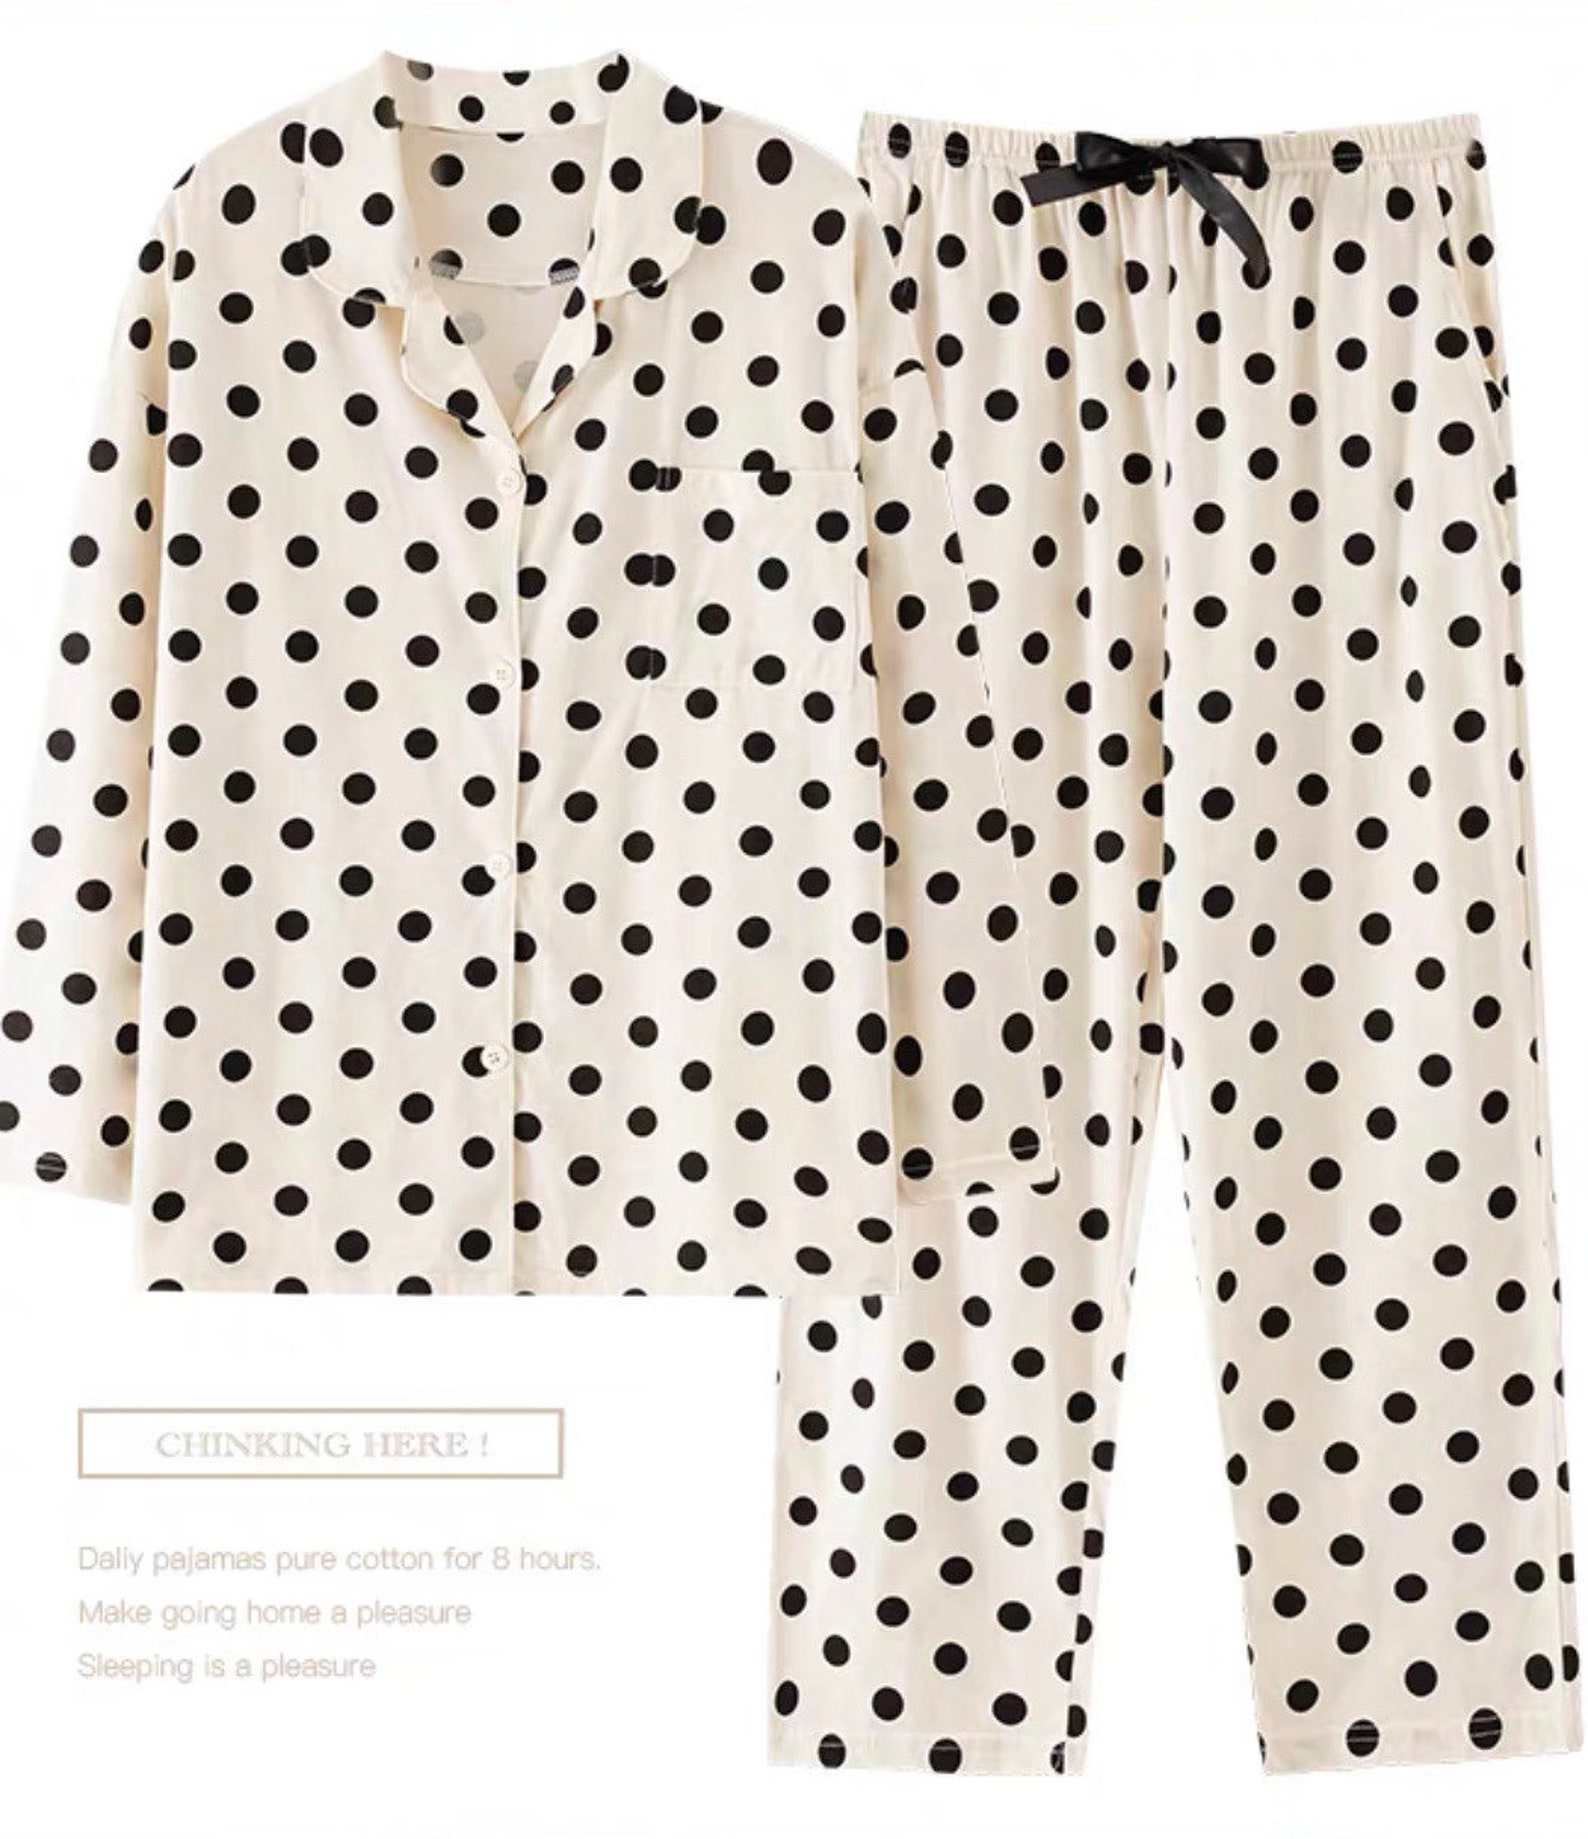 CHINKING HERE !
Daliy pajamas pure cotton for 8 hours.
Make going home a pleasure
Sleeping is a pleasure